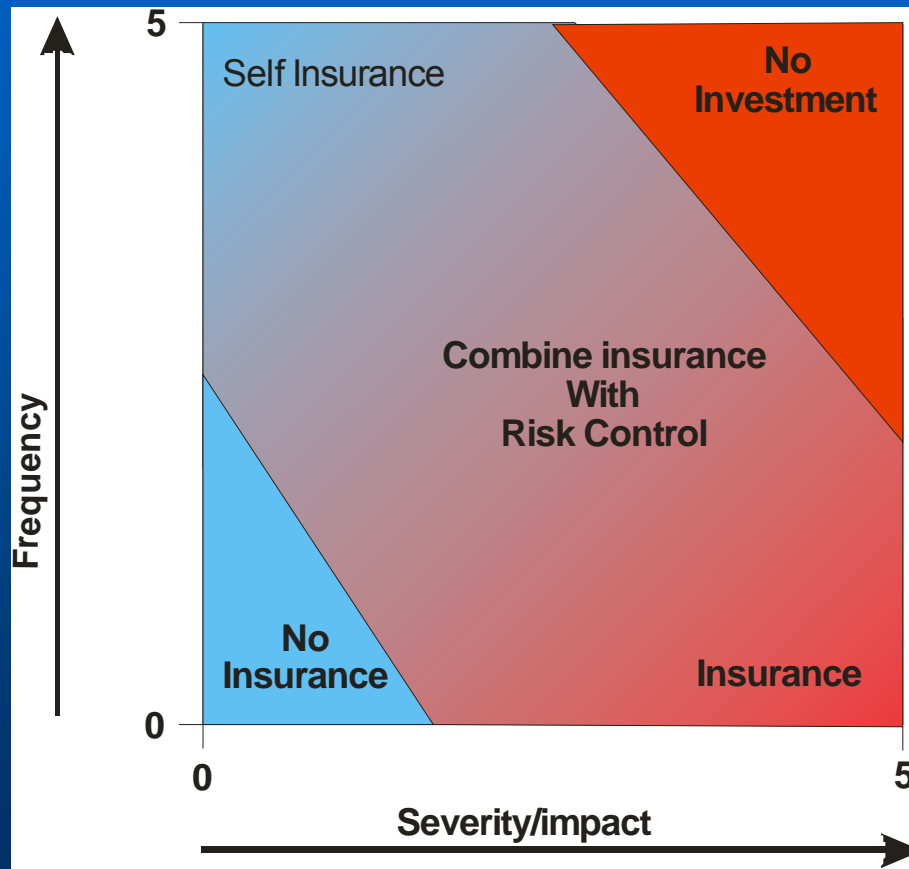 5
Self Insurance
No
Investment
Combine insurance
With
Risk Control
Frequency
No
Insurance
Insurance
0
0
5
Severity/impact